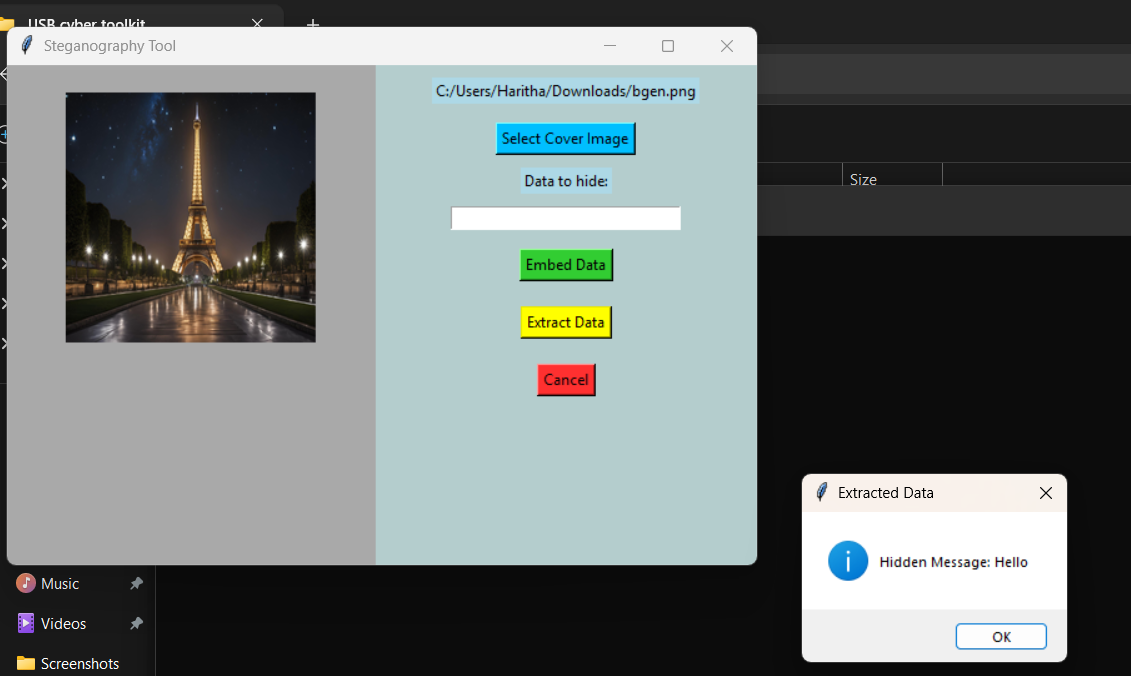 USB cyber toolkit
Steganography Tool
C:/Users/Haritha/Downloads/bgen.png
Select Cover Image
Data to hide:
Embed Data
Extract Data
Cancel
Size
Extracted Data
Hidden Message: Hello
OK
Music
Videos
Screenshots